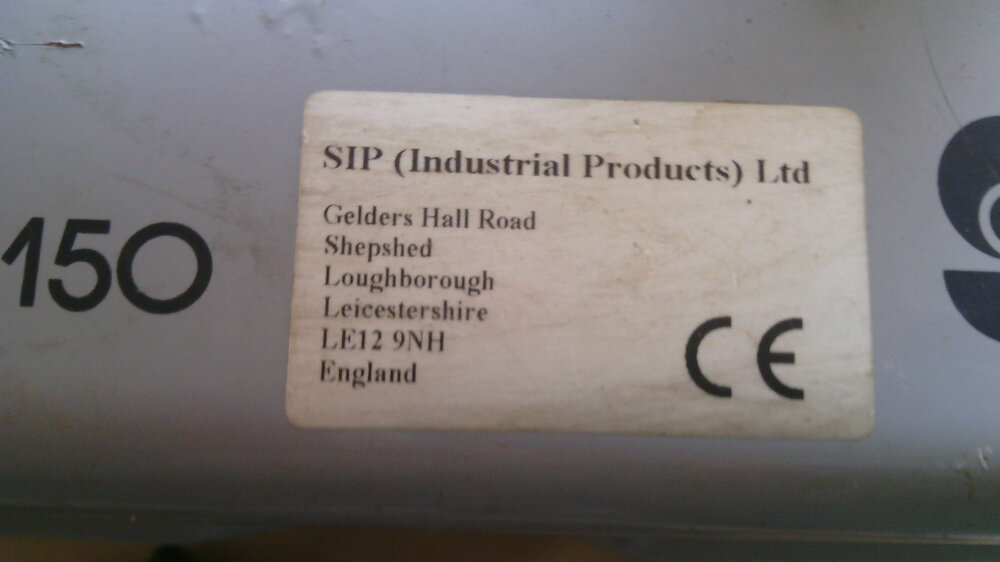 SIP (Industrial Products) Ltd
Gelders Hall Road
Shepshed
Loughborough
Leicestershire
LE12 9NH
England
CE
150